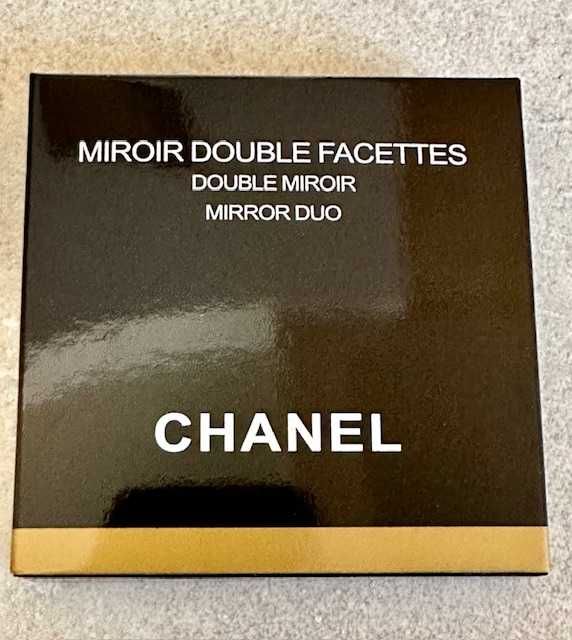 MIROIR DOUBLE FACETTES
DOUBLE MIROIR
MIRROR DUO
CHANEL